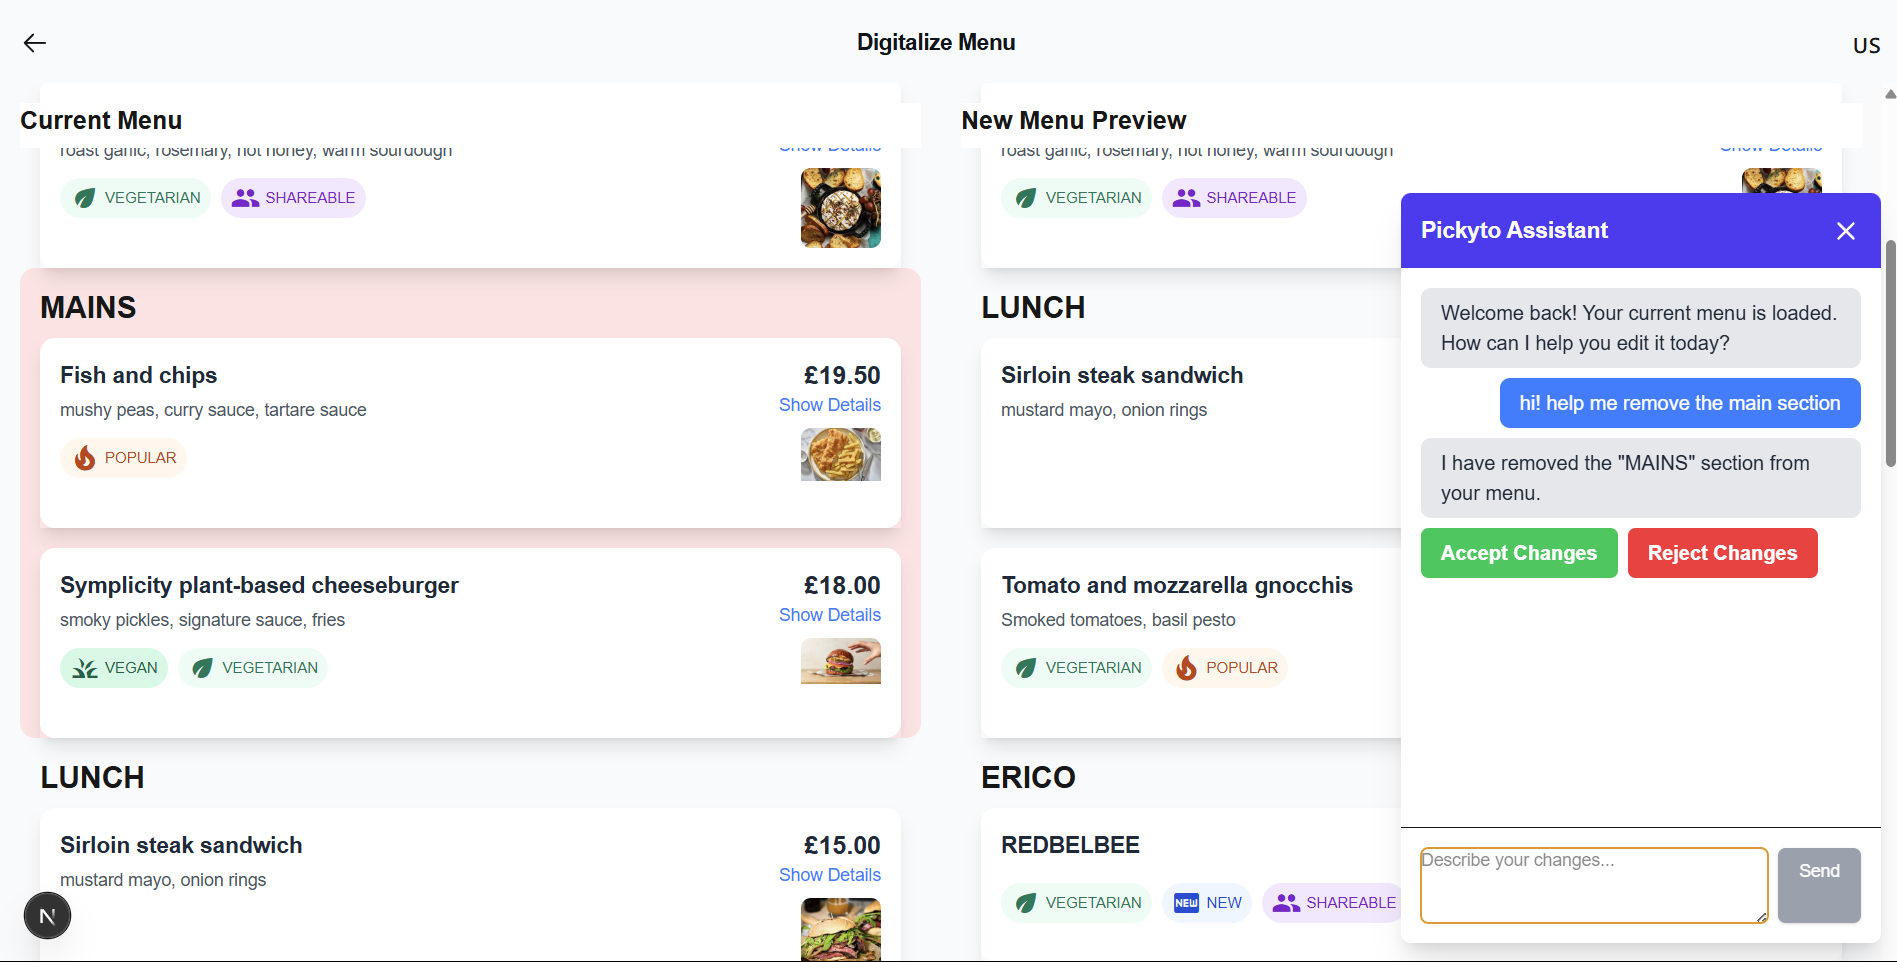 Digitalize Menu
US
Current Menu
roast garlic, rosemary, hot honey, warm sourdough
Show Details
VEGETARIAN
SHAREABLE
MAINS
Fish and chips
£19.50
mushy peas, curry sauce, tartare sauce
Show Details
POPULAR
Symplicity plant-based cheeseburger
£18.00
smoky pickles, signature sauce, fries
Show Details
VEGAN
VEGETARIAN
LUNCH
Sirloin steak sandwich
£15.00
mustard mayo, onion rings
Show Details
N
New Menu Preview
roast garlic, rosemary, hot honey, warm sourdough
Show Details
VEGETARIAN
SHAREABLE
LUNCH
Sirloin steak sandwich
mustard mayo, onion rings
Tomato and mozzarella gnocchis
Smoked tomatoes, basil pesto
VEGETARIAN
POPULAR
ERICO
REDBELBEE
VEGETARIAN
NEW NEW
SHAREABLE
Pickyto Assistant
Welcome back! Your current menu is loaded.
How can I help you edit it today?
hi! help me remove the main section
I have removed the "MAINS" section from
your menu.
Accept Changes
Reject Changes
Describe your changes...
Send